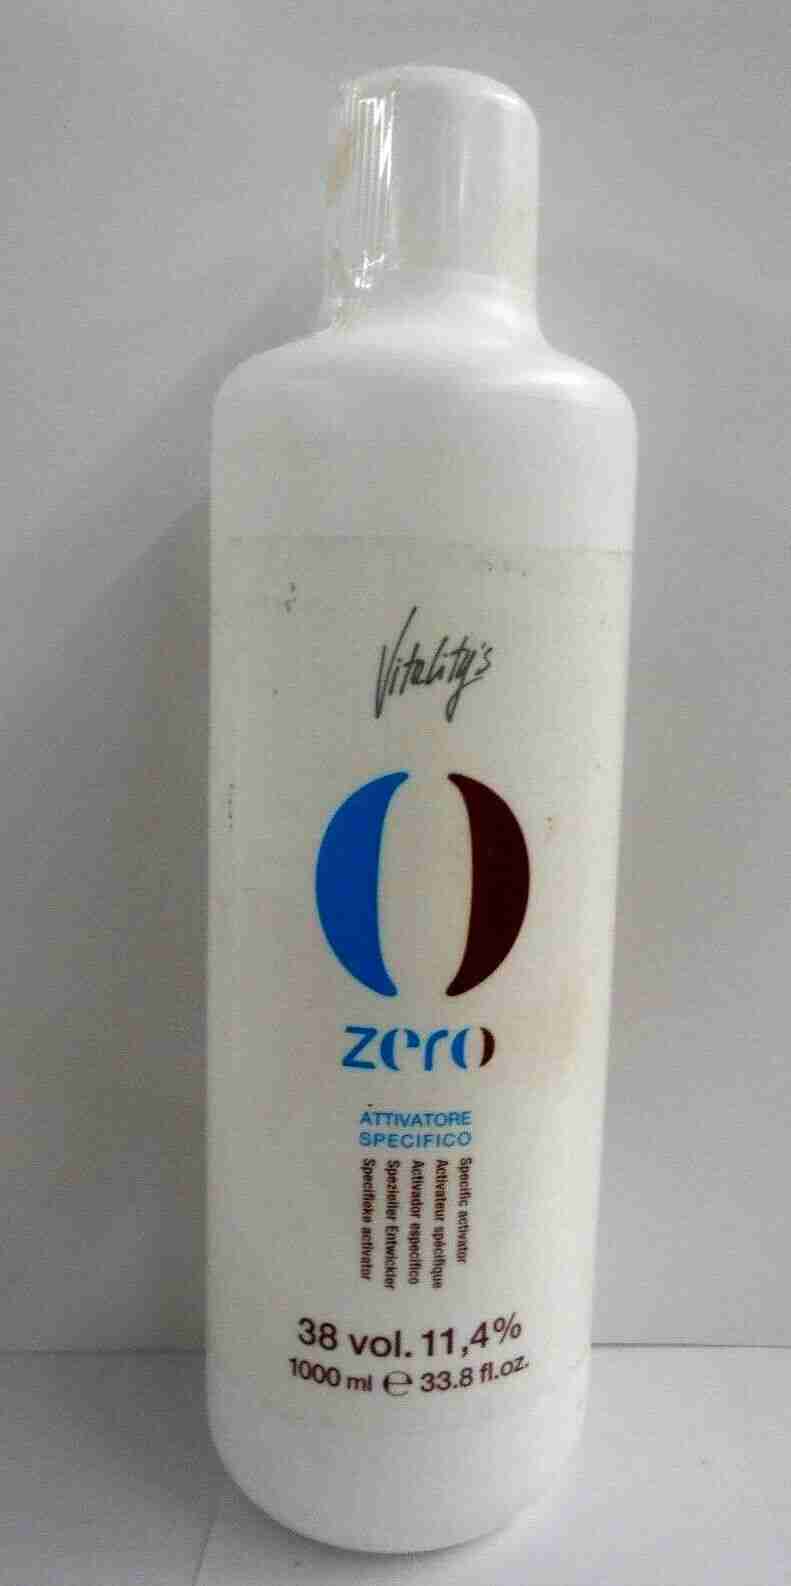 Vitality's
zero
ATTIVATORE
SPECIFICO
Specific activator
Activateur spécifique
Activador específico
Spezieller Entwickler
Specifieke activator
38 vol. 11,4%
1000 ml ℮ 33.8 fl.oz.